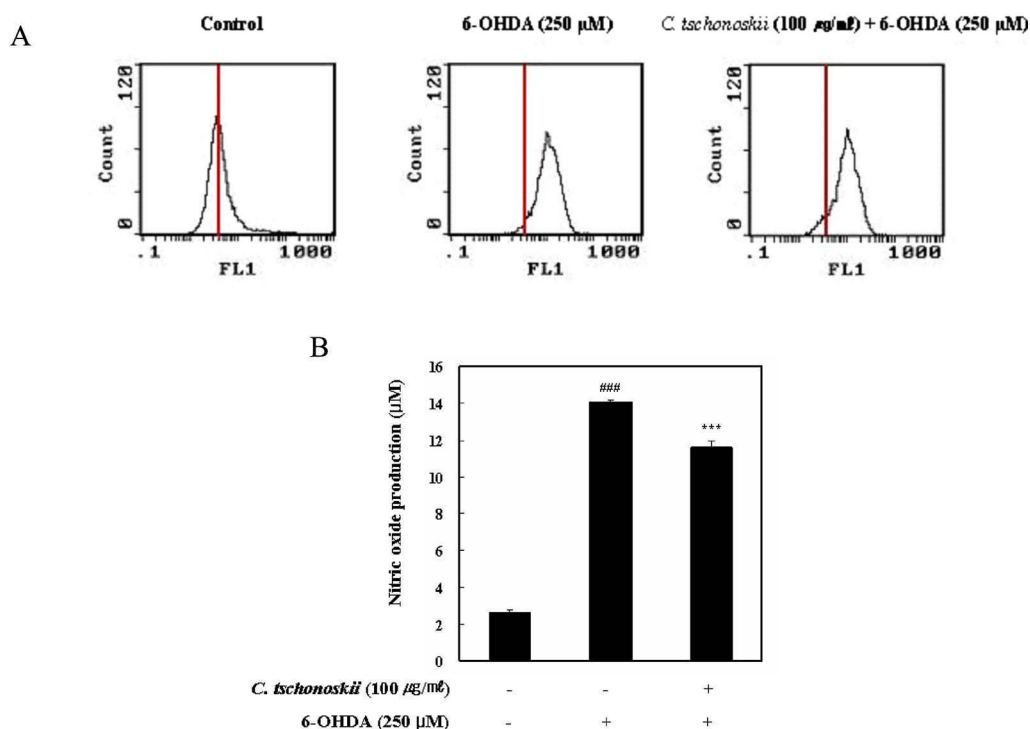 A
Control
6-OHDA (250 μM)
C. tschonoskii (100 ㎍/㎖) + 6-OHDA (250 μM)
120
Count
0
.1
1000
FL1
120
Count
0
.1
1000
FL1
120
Count
0
.1
1000
FL1
B
Nitric oxide production (μM)
16
14
12
10
8
6
4
2
0
###
***
C. tschonoskii (100 ㎍/㎖) - - +
6-OHDA (250 μM) - + +